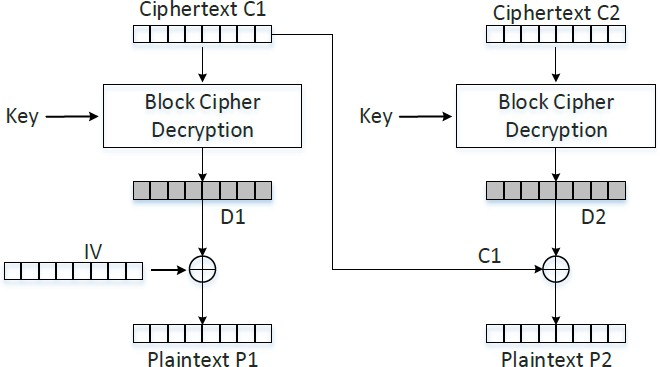 Ciphertext C1
Ciphertext C2
Key
Block Cipher
Decryption
Key
Block Cipher
Decryption
D1
D2
IV
C1
Plaintext P1
Plaintext P2